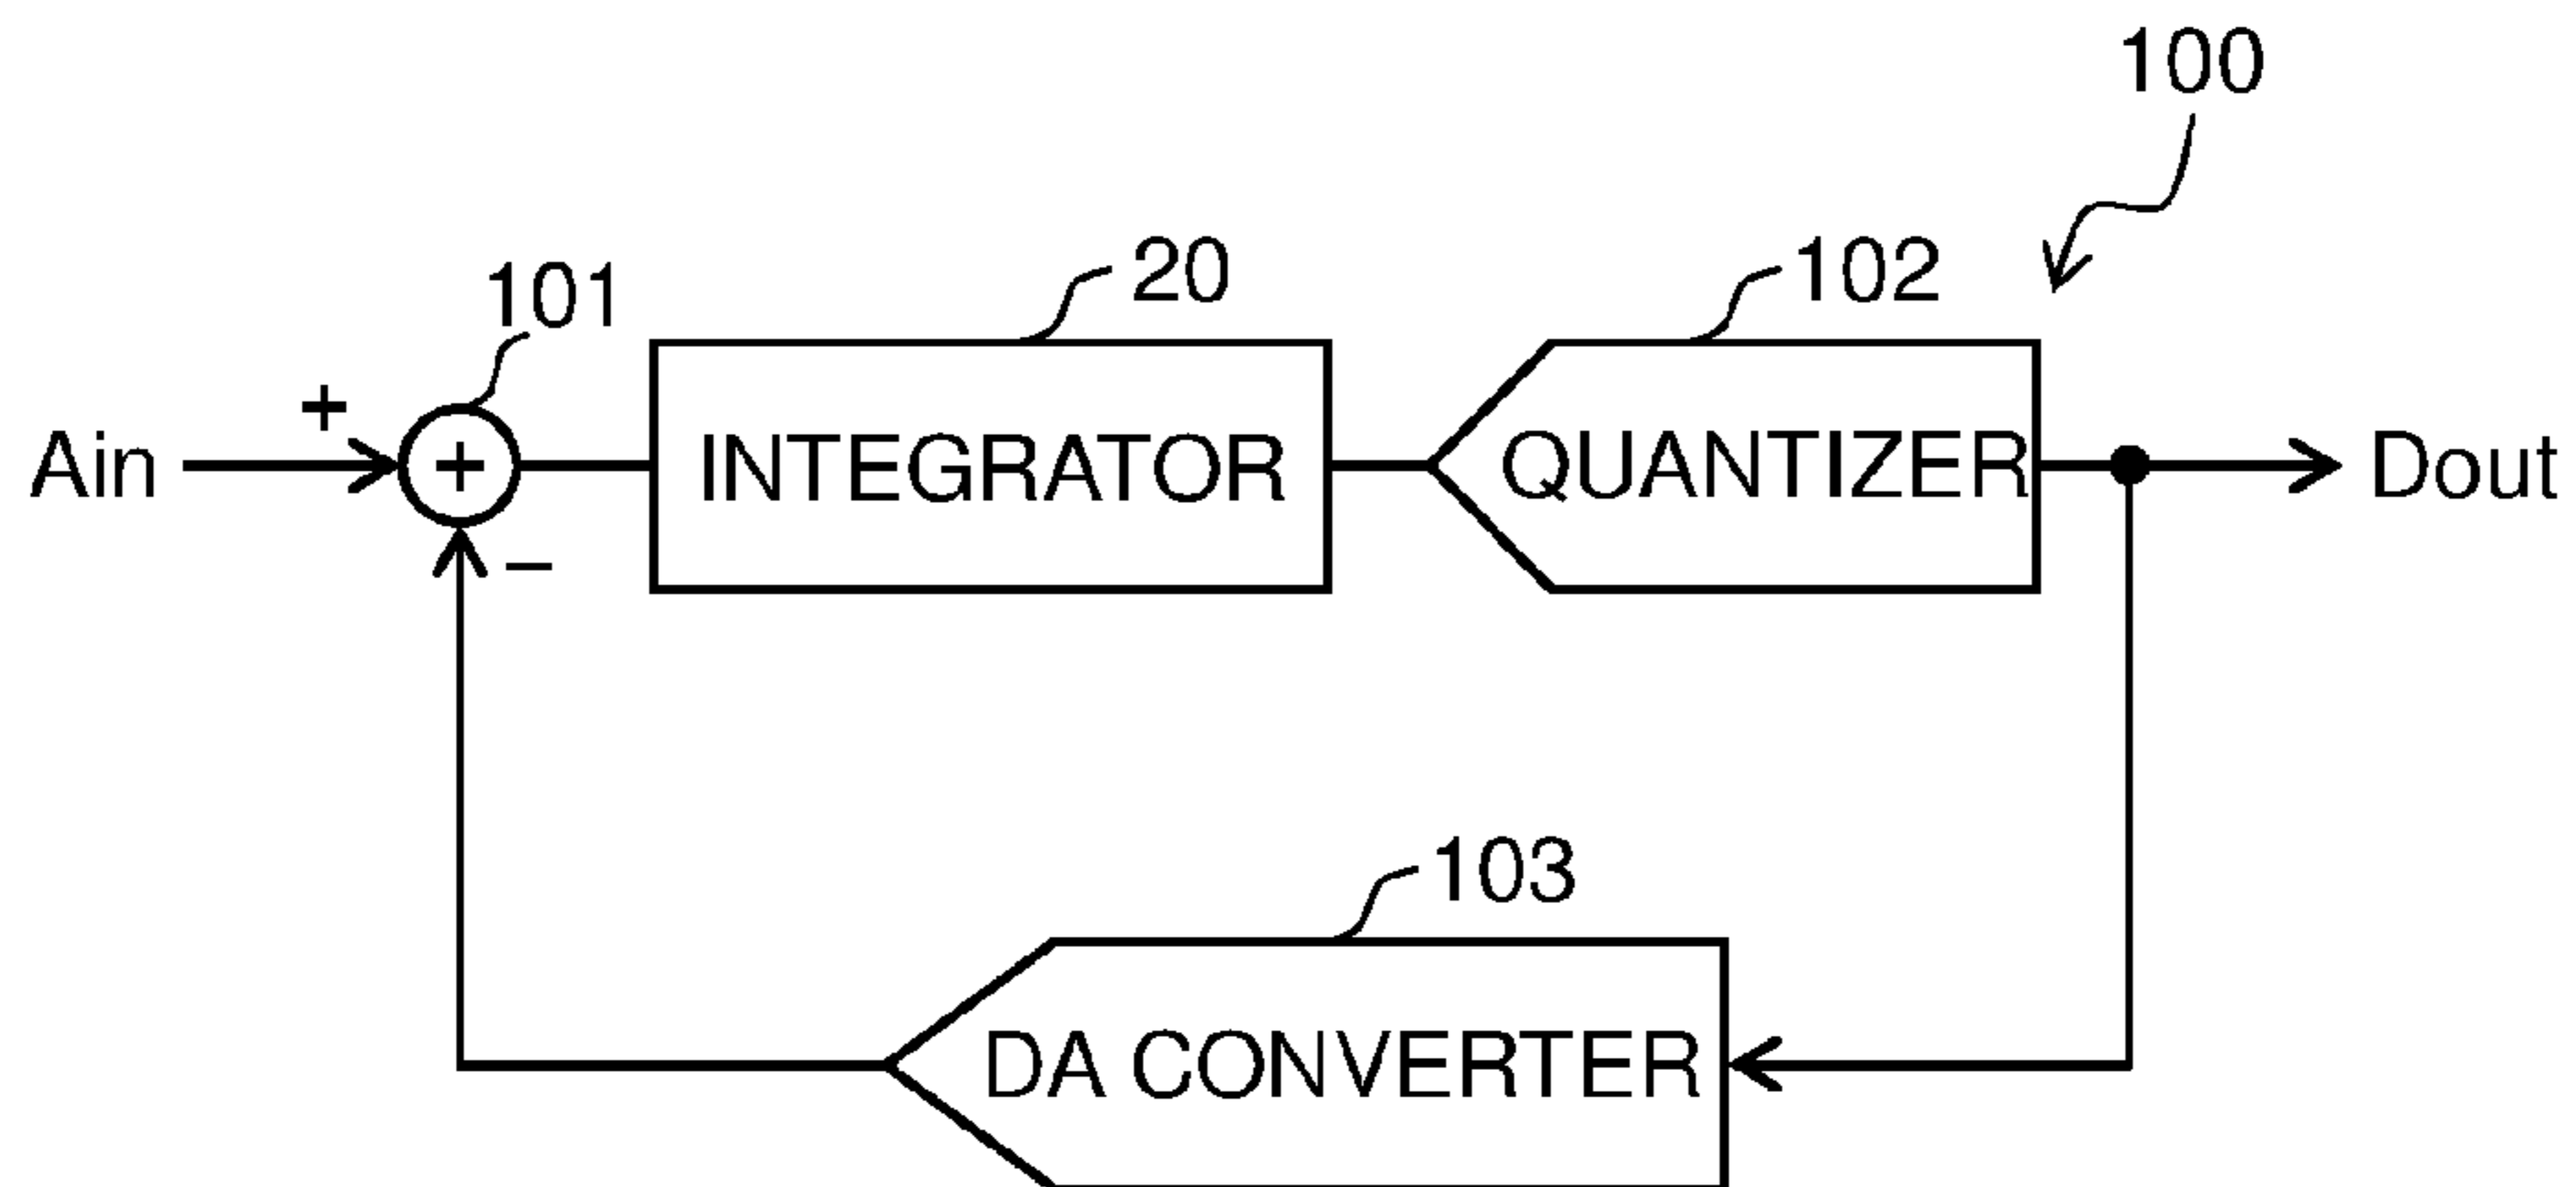 100
101
20
102
+
Ain
+
INTEGRATOR
QUANTIZER
Dout
−
103
DA CONVERTER